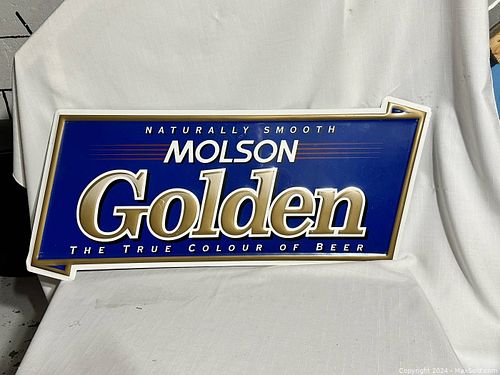 NATURALLY SMOOTH
MOLSON
Golden
THE TRUE COLOUR OF BEER
Copyright 2024 - MaxSold.com